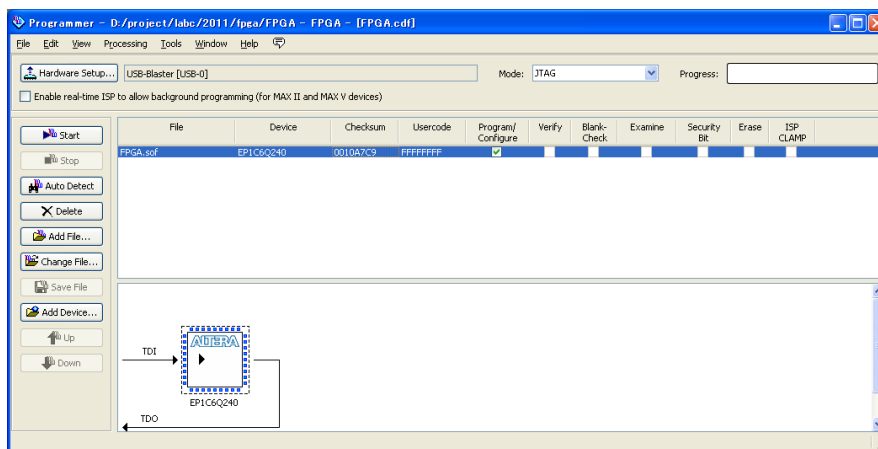 Programmer - D:/project/labc/2011/fpga/FPGA - FPGA - [FPGA.cdf]
File Edit View Processing Tools Window Help
Hardware Setup... USB-Blaster [USB-0] Mode: JTAG Progress:
Enable real-time ISP to allow background programming (for MAX II and MAX V devices)
File Device Checksum Usercode Program/ Verify Blank- Examine Security Erase ISP
Configure Check Bit CLAMP
FPGA.sof EP1C6Q240 0010A7C9 FFFFFFFF
Start
Stop
Auto Detect
Delete
Add File...
Change File...
Save File
Add Device...
Up
Down
ALTERA
TDI
EP1C6Q240
TDO